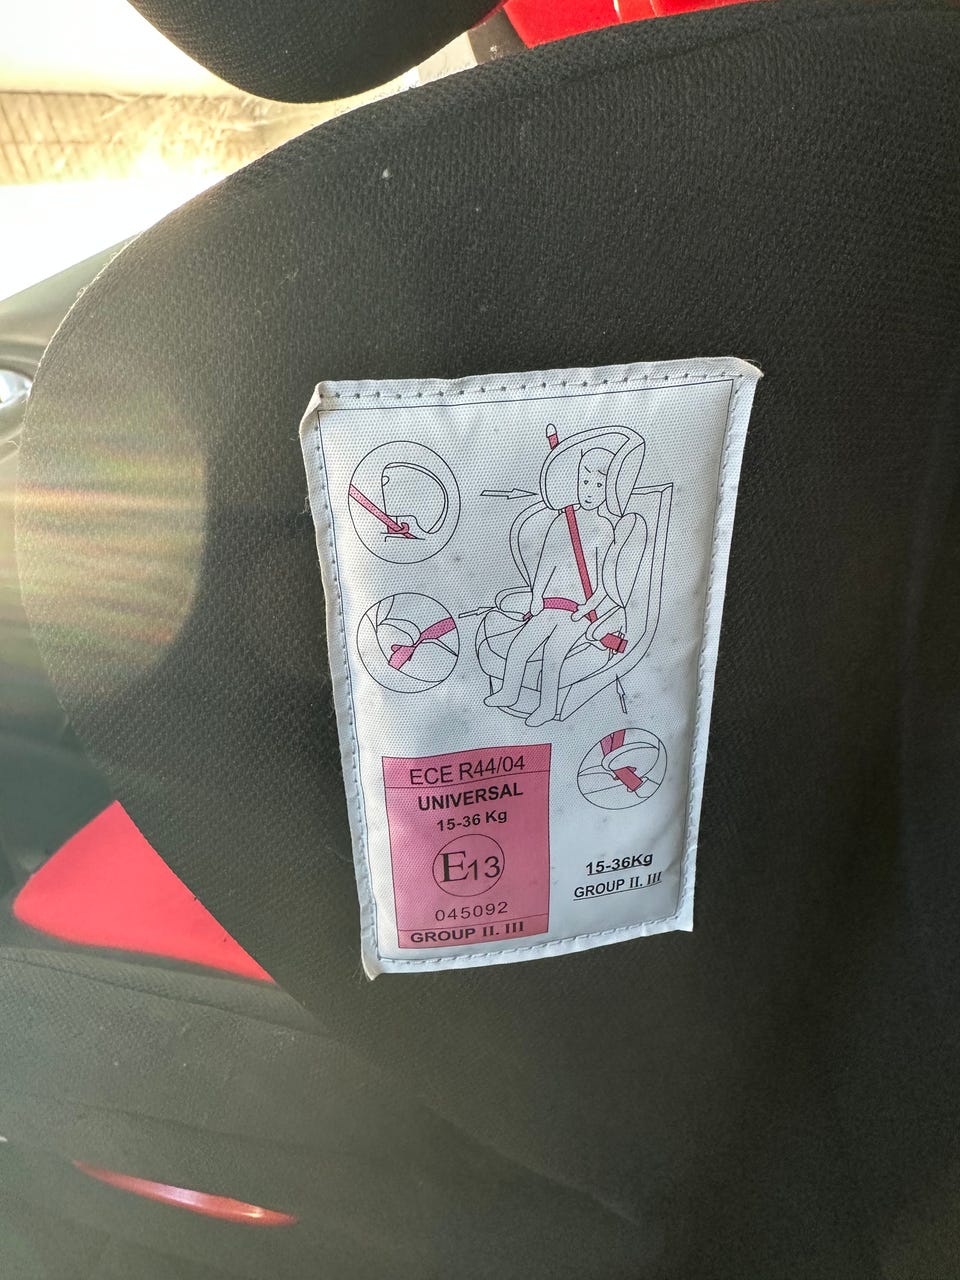 ECE R44/04
UNIVERSAL
15-36 Kg
E13
045092
GROUP II. III
15-36Kg
GROUP II. III